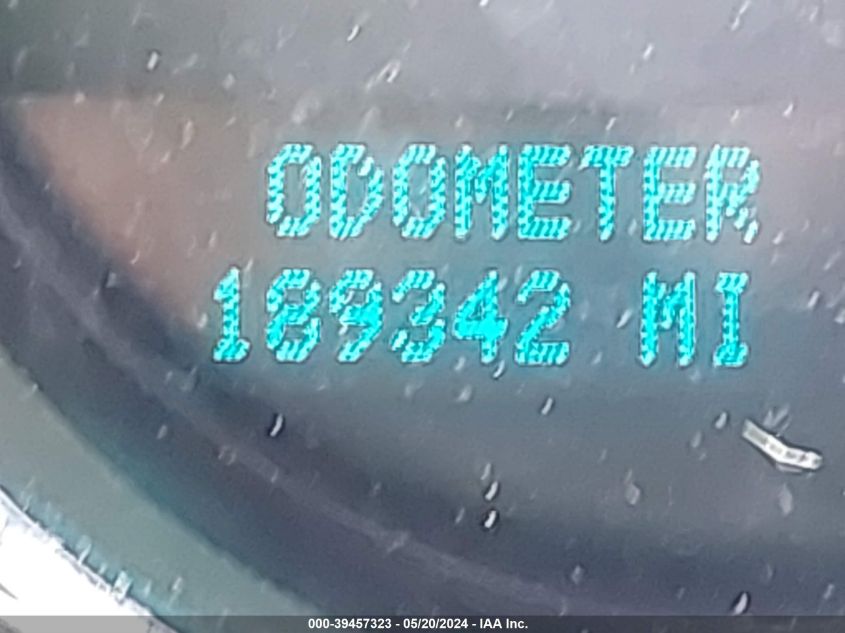 ODOMETER
189342 MI
000-39457323 - 05/20/2024 - IAA Inc.